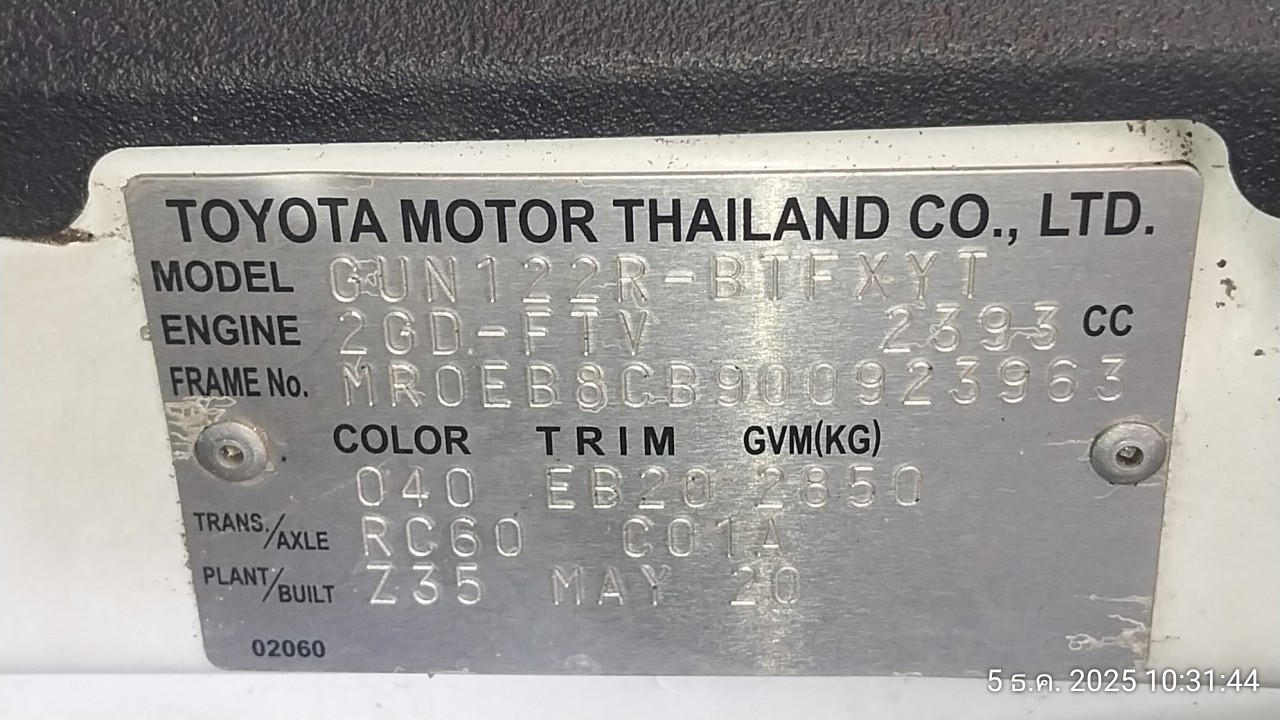 TOYOTA MOTOR THAILAND CO., LTD.
MODEL GUN122R-BTFXYT
ENGINE 2GD-FTV 2393 CC
FRAME No. MR0EB8CB900923963
COLOR TRIM GVM(KG)
040 EB20 2850
TRANS./AXLE RC60 C01A
PLANT/BUILT Z35 MAY 20
02060
5 ธ.ค. 2025 10:31:44